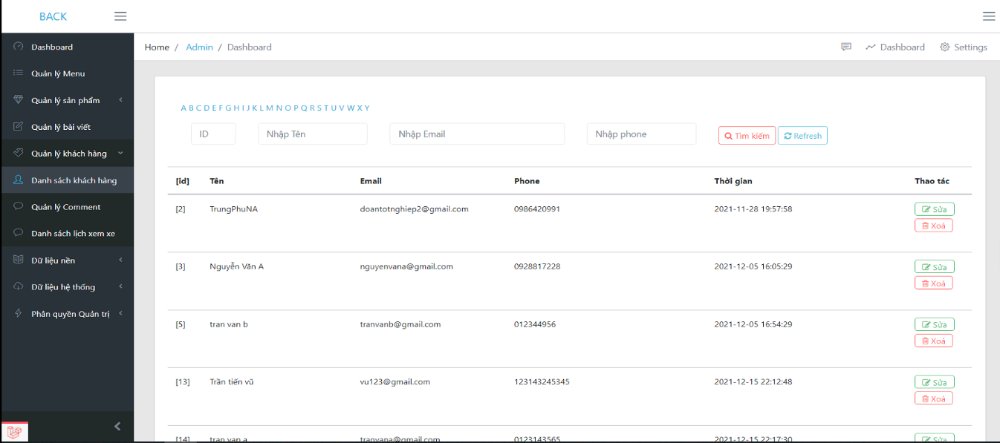 BACK
Home / Admin / Dashboard
Dashboard
Settings
Dashboard
Quản lý Menu
Quản lý sản phẩm
Quản lý bài viết
Quản lý khách hàng
Danh sách khách hàng
Quản lý Comment
Danh sách lịch xem xe
Dữ liệu nền
Dữ liệu hệ thống
Phân quyền Quản trị
A B C D E F G H I J K L M N O P Q R S T U V W X Y
ID Nhập Tên Nhập Email Nhập phone Tìm kiếm Refresh
[id] Tên Email Phone Thời gian Thao tác
[2] TrungPhuNA doantotnghiep2@gmail.com 0986420991 2021-11-28 19:57:58 Sửa
Xoá
[3] Nguyễn Văn A nguyenvana@gmail.com 0928817228 2021-12-05 16:05:29 Sửa
Xoá
[5] tran van b tranvanb@gmail.com 012344956 2021-12-05 16:54:29 Sửa
Xoá
[13] Trần tiến vũ vu123@gmail.com 123143245345 2021-12-15 22:12:48 Sửa
Xoá
[14] tran van a tranvana@gmail.com 0123143565 2021-12-15 22:17:30 Sửa